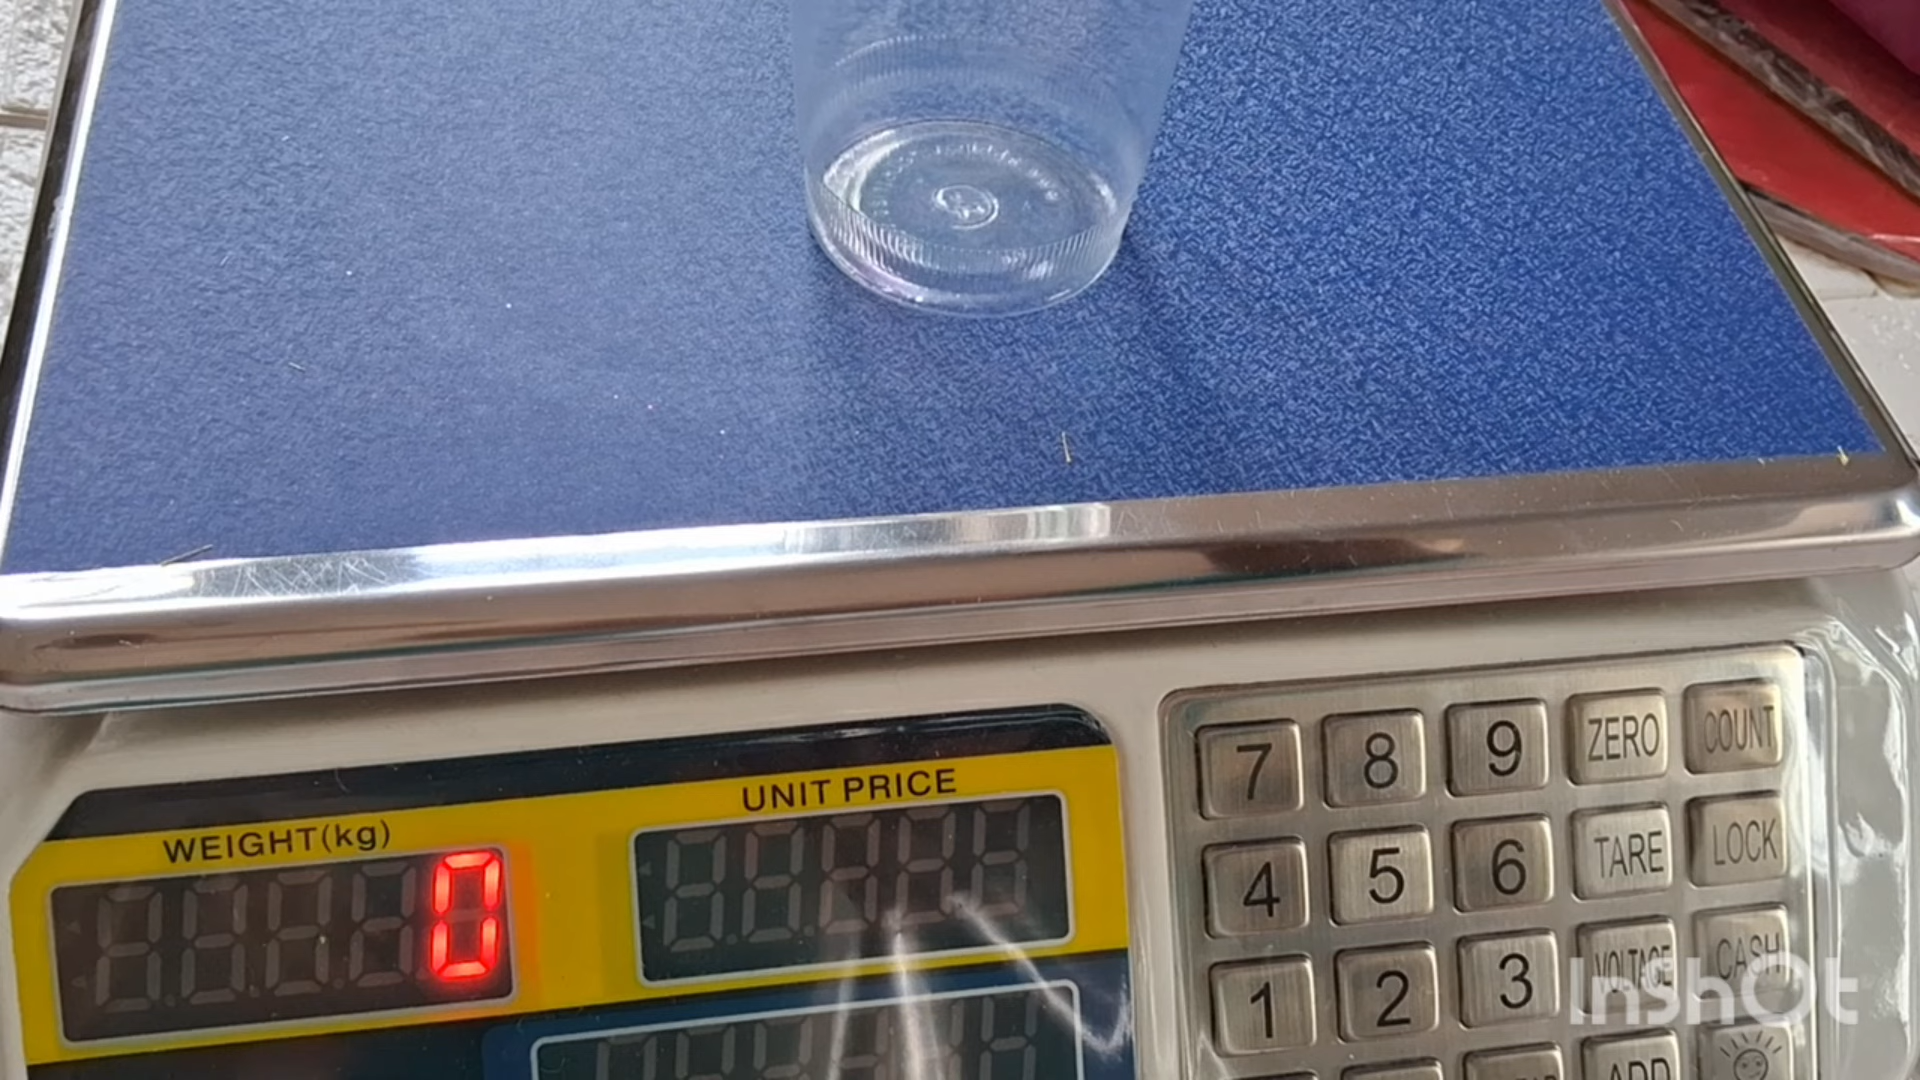 UNIT PRICE
WEIGHT(kg)
0
7 8 9 ZERO COUNT
4 5 6 TARE LOCK
1 2 3 VOLTAGE CASH
ADD
InshOt